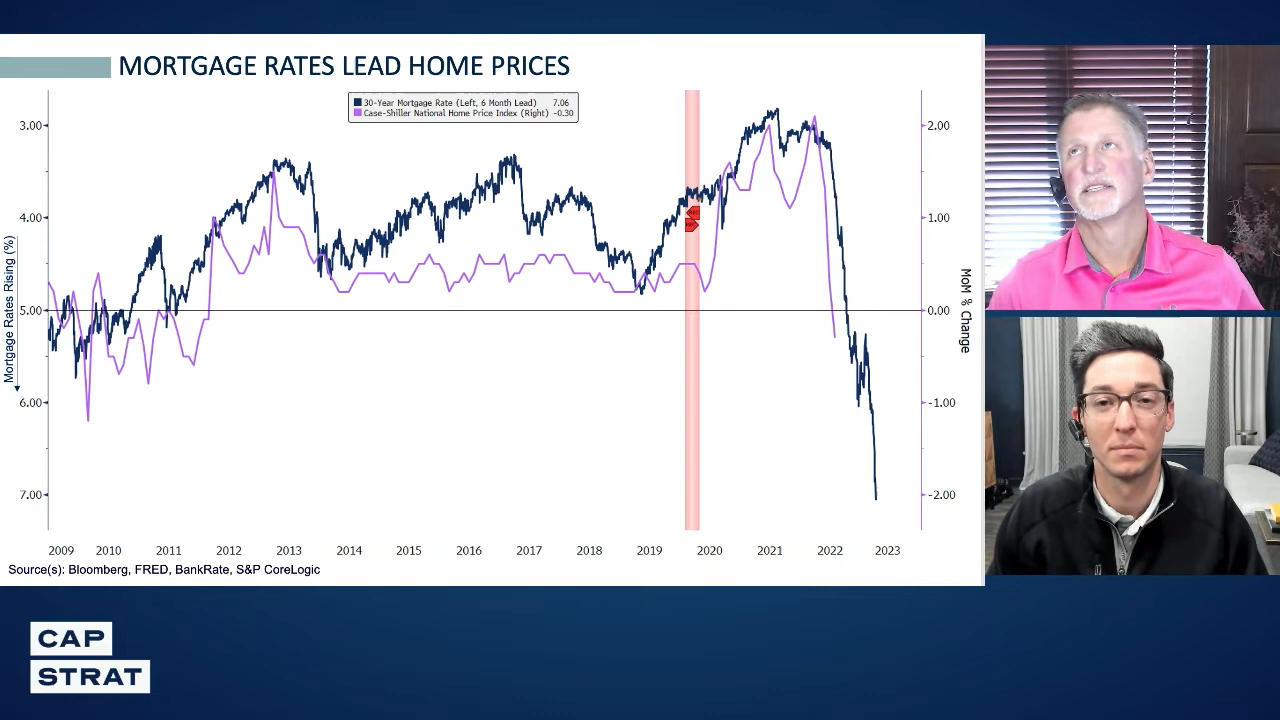 MORTGAGE RATES LEAD HOME PRICES
30-Year Mortgage Rate (Left, 6 Month Lead) 7.06
Case-Shiller National Home Price Index (Right) -0.30
3.00
4.00
5.00
6.00
7.00
Mortgage Rates Rising (%)
2.00
1.00
0.00
-1.00
-2.00
MoM % Change
2009 2010 2011 2012 2013 2014 2015 2016 2017 2018 2019 2020 2021 2022 2023
Source(s): Bloomberg, FRED, BankRate, S&P CoreLogic
CAP
STRAT